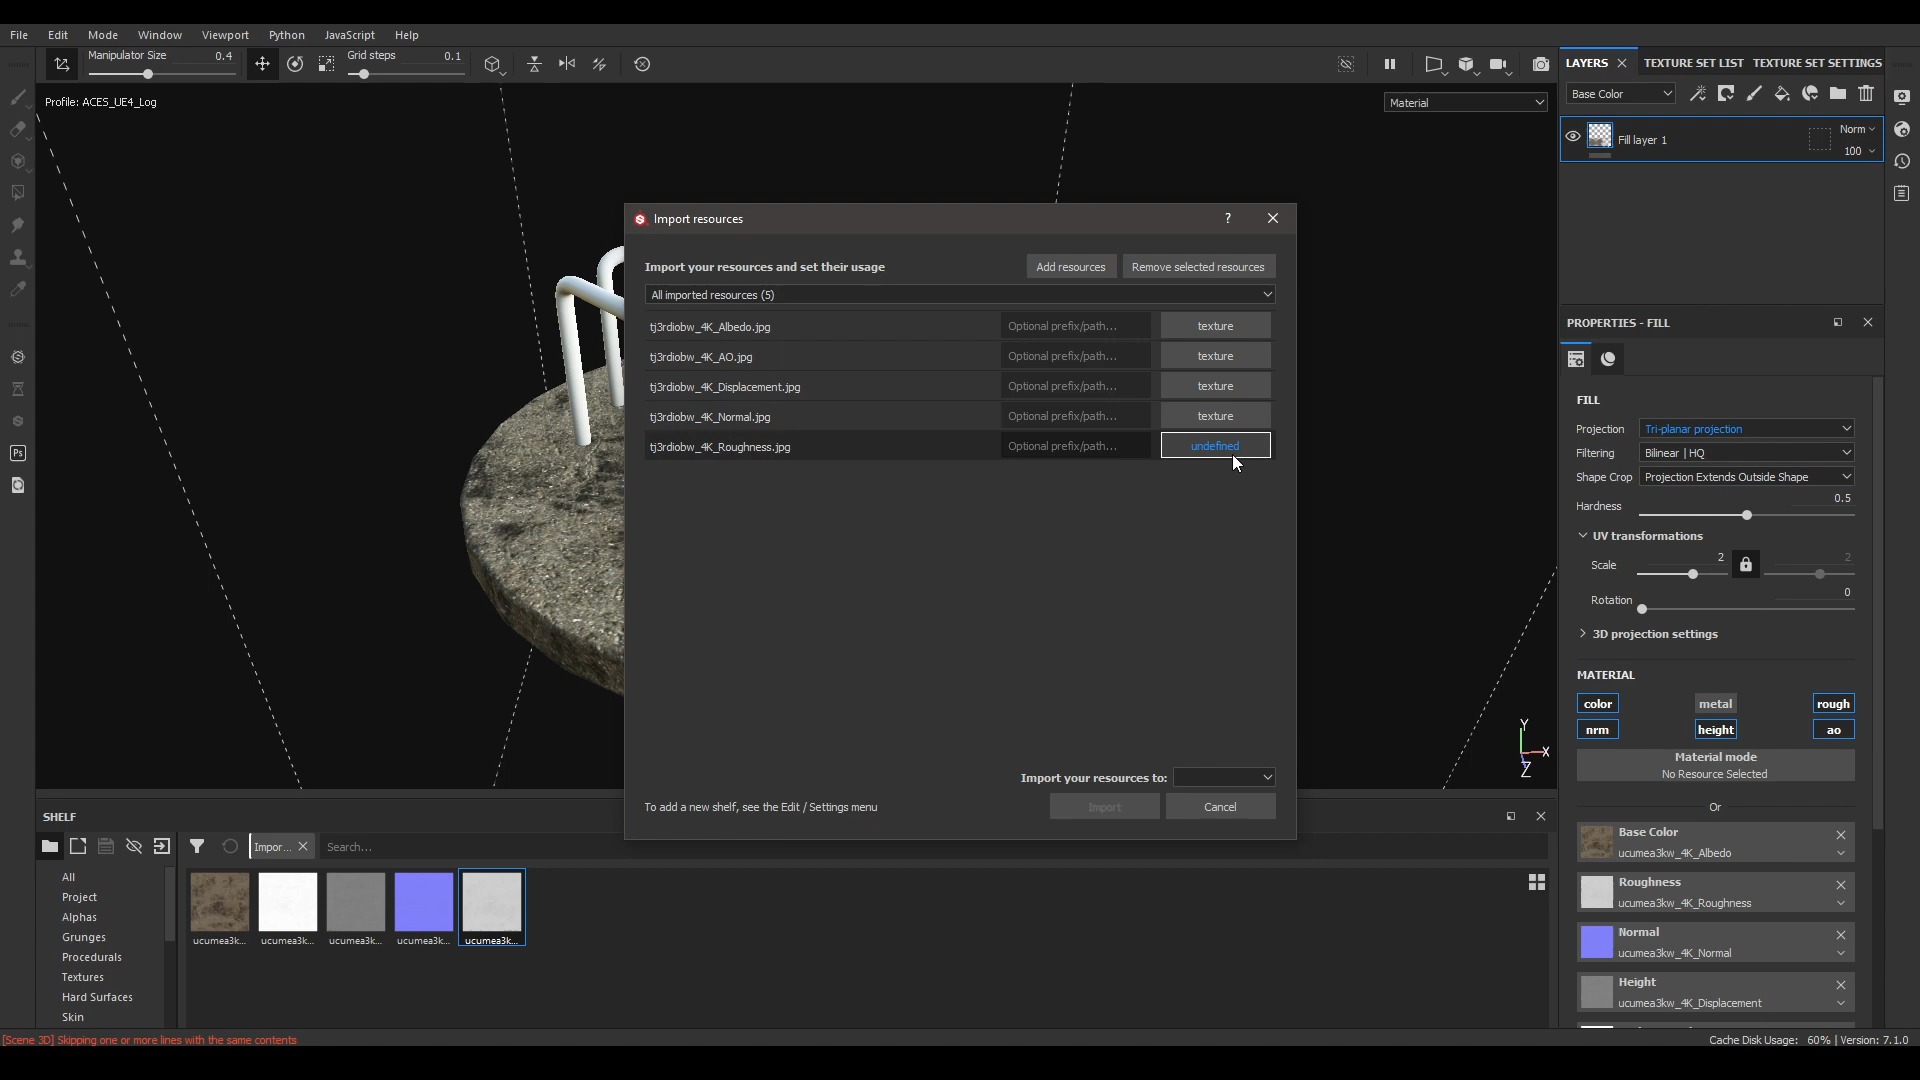 File Edit Mode Window Viewport Python JavaScript Help
Manipulator Size 0.4 Grid steps 0.1
Profile: ACES_UE4_Log
Material
LAYERS TEXTURE SET LIST TEXTURE SET SETTINGS
Base Color
Fill layer 1 Norm
100
Import resources ?
Import your resources and set their usage Add resources Remove selected resources
All imported resources (5)
tj3rdiobw_4K_Albedo.jpg Optional prefix/path... texture
tj3rdiobw_4K_AO.jpg Optional prefix/path... texture
tj3rdiobw_4K_Displacement.jpg Optional prefix/path... texture
tj3rdiobw_4K_Normal.jpg Optional prefix/path... texture
tj3rdiobw_4K_Roughness.jpg Optional prefix/path... undefined
Import your resources to:
To add a new shelf, see the Edit / Settings menu Import Cancel
PROPERTIES - FILL
FILL
Projection Tri-planar projection
Filtering Bilinear | HQ
Shape Crop Projection Extends Outside Shape
Hardness 0.5
UV transformations
Scale 2 2
Rotation 0
3D projection settings
MATERIAL
color metal rough
nrm height ao
Material mode
No Resource Selected
Or
Base Color
ucumea3kw_4K_Albedo
Roughness
ucumea3kw_4K_Roughness
Normal
ucumea3kw_4K_Normal
Height
ucumea3kw_4K_Displacement
Y
X
Z
SHELF
Impor... Search...
All
Project
Alphas
Grunges
Procedurals
Textures
Hard Surfaces
Skin
ucumea3k... ucumea3k... ucumea3k... ucumea3k... ucumea3k...
Ps
[Scene 3D] Skipping one or more lines with the same contents
Cache Disk Usage: 60% | Version: 7.1.0